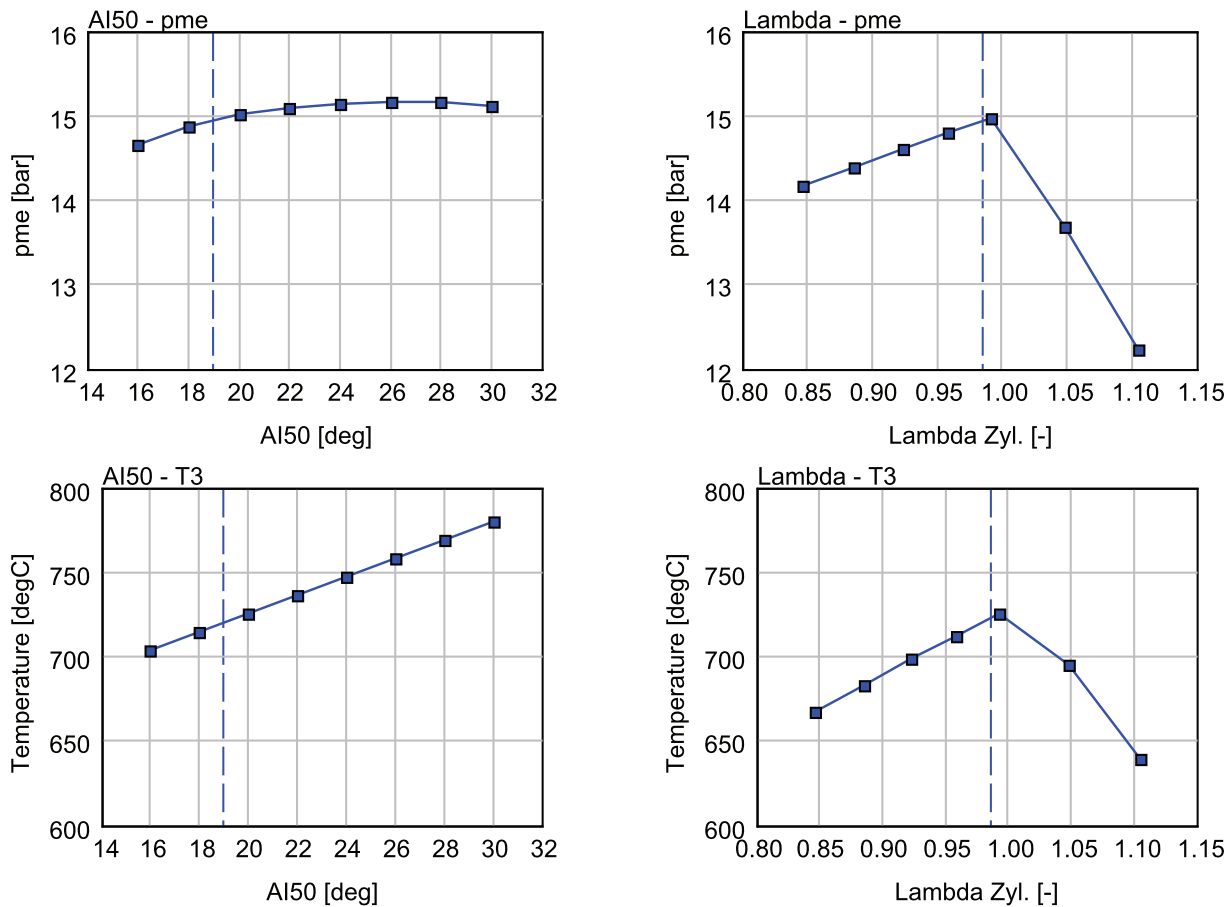 AI50 - pme
16
15
14
13
12
pme [bar]
14 16 18 20 22 24 26 28 30 32
AI50 [deg]
Lambda - pme
16
15
14
13
12
pme [bar]
0.80 0.85 0.90 0.95 1.00 1.05 1.10 1.15
Lambda Zyl. [-]
AI50 - T3
800
750
700
650
600
Temperature [degC]
14 16 18 20 22 24 26 28 30 32
AI50 [deg]
Lambda - T3
800
750
700
650
600
Temperature [degC]
0.80 0.85 0.90 0.95 1.00 1.05 1.10 1.15
Lambda Zyl. [-]